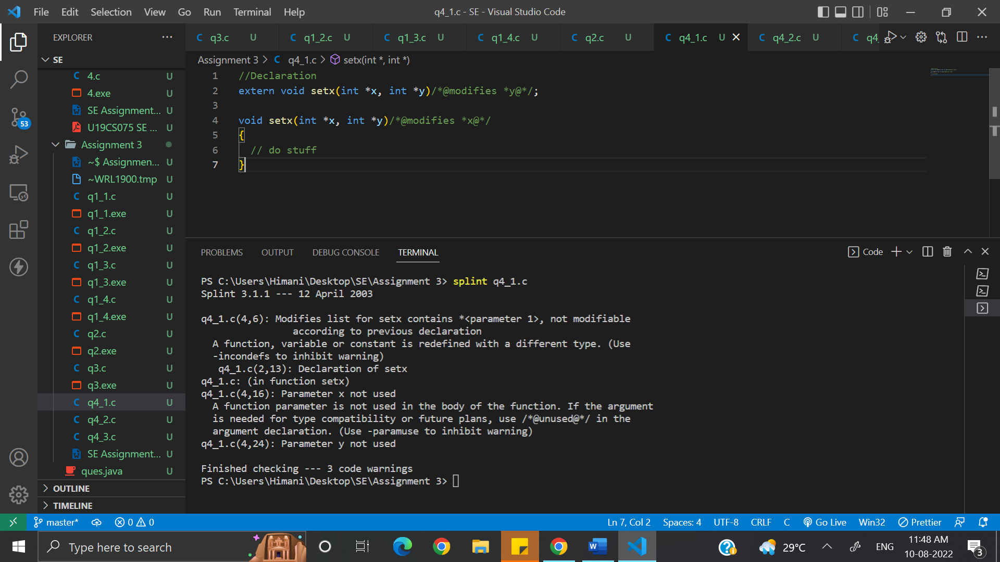 File Edit Selection View Go Run Terminal Help
q4_1.c - SE - Visual Studio Code
EXPLORER
SE
C 4.c U
4.exe U
SE Assignment... U
U19CS075 SE ... U
Assignment 3
~$ Assignmen... U
~WRL1900.tmp U
C q1_1.c U
q1_1.exe U
C q1_2.c U
q1_2.exe U
C q1_3.c U
q1_3.exe U
C q1_4.c U
q1_4.exe U
C q2.c U
q2.exe U
C q3.c U
q3.exe U
C q4_1.c U
C q4_2.c U
C q4_3.c U
SE Assignment... U
ques.java U
OUTLINE
TIMELINE
53
C q3.c U C q1_2.c U C q1_3.c U C q1_4.c U C q2.c U C q4_1.c U C q4_2.c U C q4_
Assignment 3 > C q4_1.c > setx(int *, int *)
1 //Declaration
2 extern void setx(int *x, int *y)/*@modifies *y@*/;
3
4 void setx(int *x, int *y)/*@modifies *x@*/
5 {
6 // do stuff
7 }
PROBLEMS OUTPUT DEBUG CONSOLE TERMINAL
Code
PS C:\Users\Himani\Desktop\SE\Assignment 3> splint q4_1.c
Splint 3.1.1 --- 12 April 2003
q4_1.c(4,6): Modifies list for setx contains *<parameter 1>, not modifiable
according to previous declaration
A function, variable or constant is redefined with a different type. (Use
-incondefs to inhibit warning)
q4_1.c(2,13): Declaration of setx
q4_1.c: (in function setx)
q4_1.c(4,16): Parameter x not used
A function parameter is not used in the body of the function. If the argument
is needed for type compatibility or future plans, use /*@unused@*/ in the
argument declaration. (Use -paramuse to inhibit warning)
q4_1.c(4,24): Parameter y not used
Finished checking --- 3 code warnings
PS C:\Users\Himani\Desktop\SE\Assignment 3>
master* 0 0
Ln 7, Col 2 Spaces: 4 UTF-8 CRLF C Go Live Win32 Prettier
Type here to search
29°C
ENG
11:48 AM
10-08-2022
3